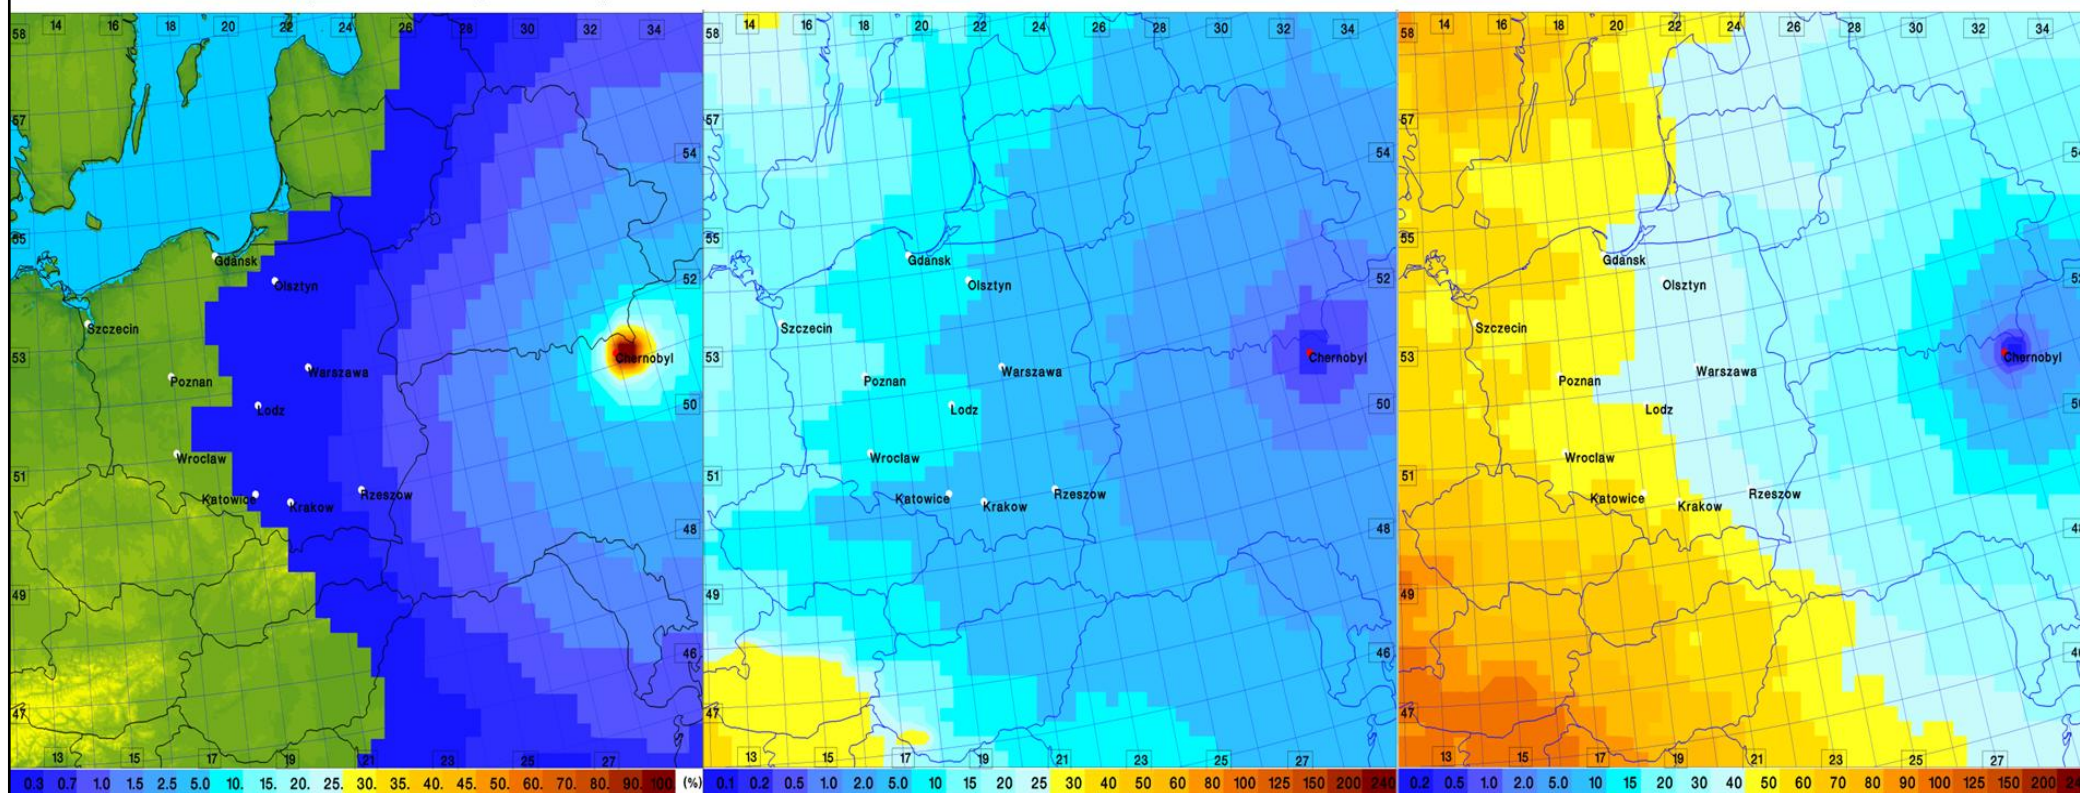 14 16 18 20 22 24 26 28 30 32 34
58
57
54
55
Gdansk
52
Olsztyn
Szczecin
53
Chernobyl
Warszawa
Poznan
50
Lodz
Wroclaw
51
Katowice Rzeszow
Krakow
48
49
46
47
13 15 17 19 21 23 25 27
0.3 0.7 1.0 1.5 2.5 5.0 10. 15. 20. 25. 30. 35. 40. 45. 50. 60. 70. 80. 90. 100 (%)
14 16 18 20 22 24 26 28 30 32 34
58
57
54
55
Gdansk
52
Olsztyn
Szczecin
53
Chernobyl
Warszawa
Poznan
50
Lodz
Wroclaw
51
Katowice Rzeszow
Krakow
48
49
46
47
13 15 17 19 21 23 25 27
0.1 0.2 0.5 1.0 2.0 5.0 10 15 20 25 30 40 50 60 80 100 125 150 200 240
14 16 18 20 22 24 26 28 30 32 34
58
57
55
Gdansk
52
Olsztyn
Szczecin
53
Chernobyl
Warszawa
Poznan
Lodz
Wroclaw
51
Katowice Rzeszow
Krakow
49
47
13 15 17 19 21 23 25 27
0.2 0.5 1.0 2.0 5.0 10 15 20 30 40 50 60 70 80 90 100 125 150 200